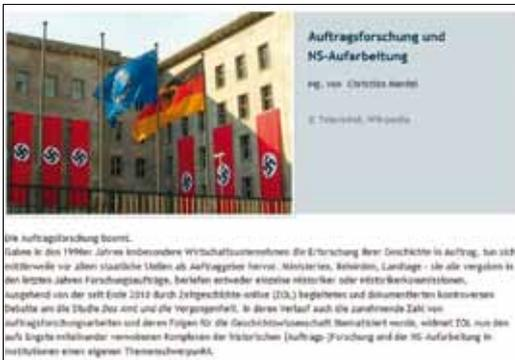 Auftragsforschung und
NS-Aufarbeitung
Hg. von Christian Mentel
© Wikipedia
Die Auftragsforschung boomt.
Gaben in den 1990er Jahren insbesondere Wirtschaftsunternehmen die Erforschung ihrer Geschichte in Auftrag, tun sich
mittlerweile vor allem staatliche Stellen als Auftraggeber hervor. Ministerien, Behörden, Landtage - sie alle vergaben in
den letzten Jahren Forschungsaufträge, beriefen entweder einzelne Historiker oder Historikerkommissionen.
Ausgehend von der seit Ende 2010 durch Zeitgeschichte-online (ZOL) begleiteten und dokumentierten kontroversen
Debatte um die Studie Das Amt und die Vergangenheit, in deren Verlauf auch die zunehmende Zahl von
Auftragsforschungsarbeiten und deren Folgen für die Geschichtswissenschaft thematisiert wurde, widmet ZOL nun den
aufs Engste miteinander verwobenen Komplexen der historischen (Auftrags-)Forschung und der NS-Aufarbeitung in
Institutionen einen eigenen Themenschwerpunkt.